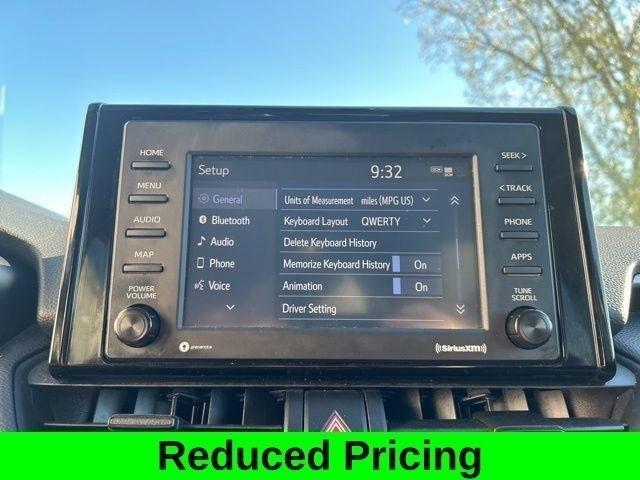 HOME
MENU
AUDIO
MAP
POWER
VOLUME
Setup
9:32
General
Bluetooth
Audio
Phone
Voice
Units of Measurement miles (MPG US)
Keyboard Layout QWERTY
Delete Keyboard History
Memorize Keyboard History On
Animation On
Driver Setting
SEEK >
< TRACK
PHONE
APPS
TUNE
SCROLL
gracenote
((SiriusXM))
Reduced Pricing